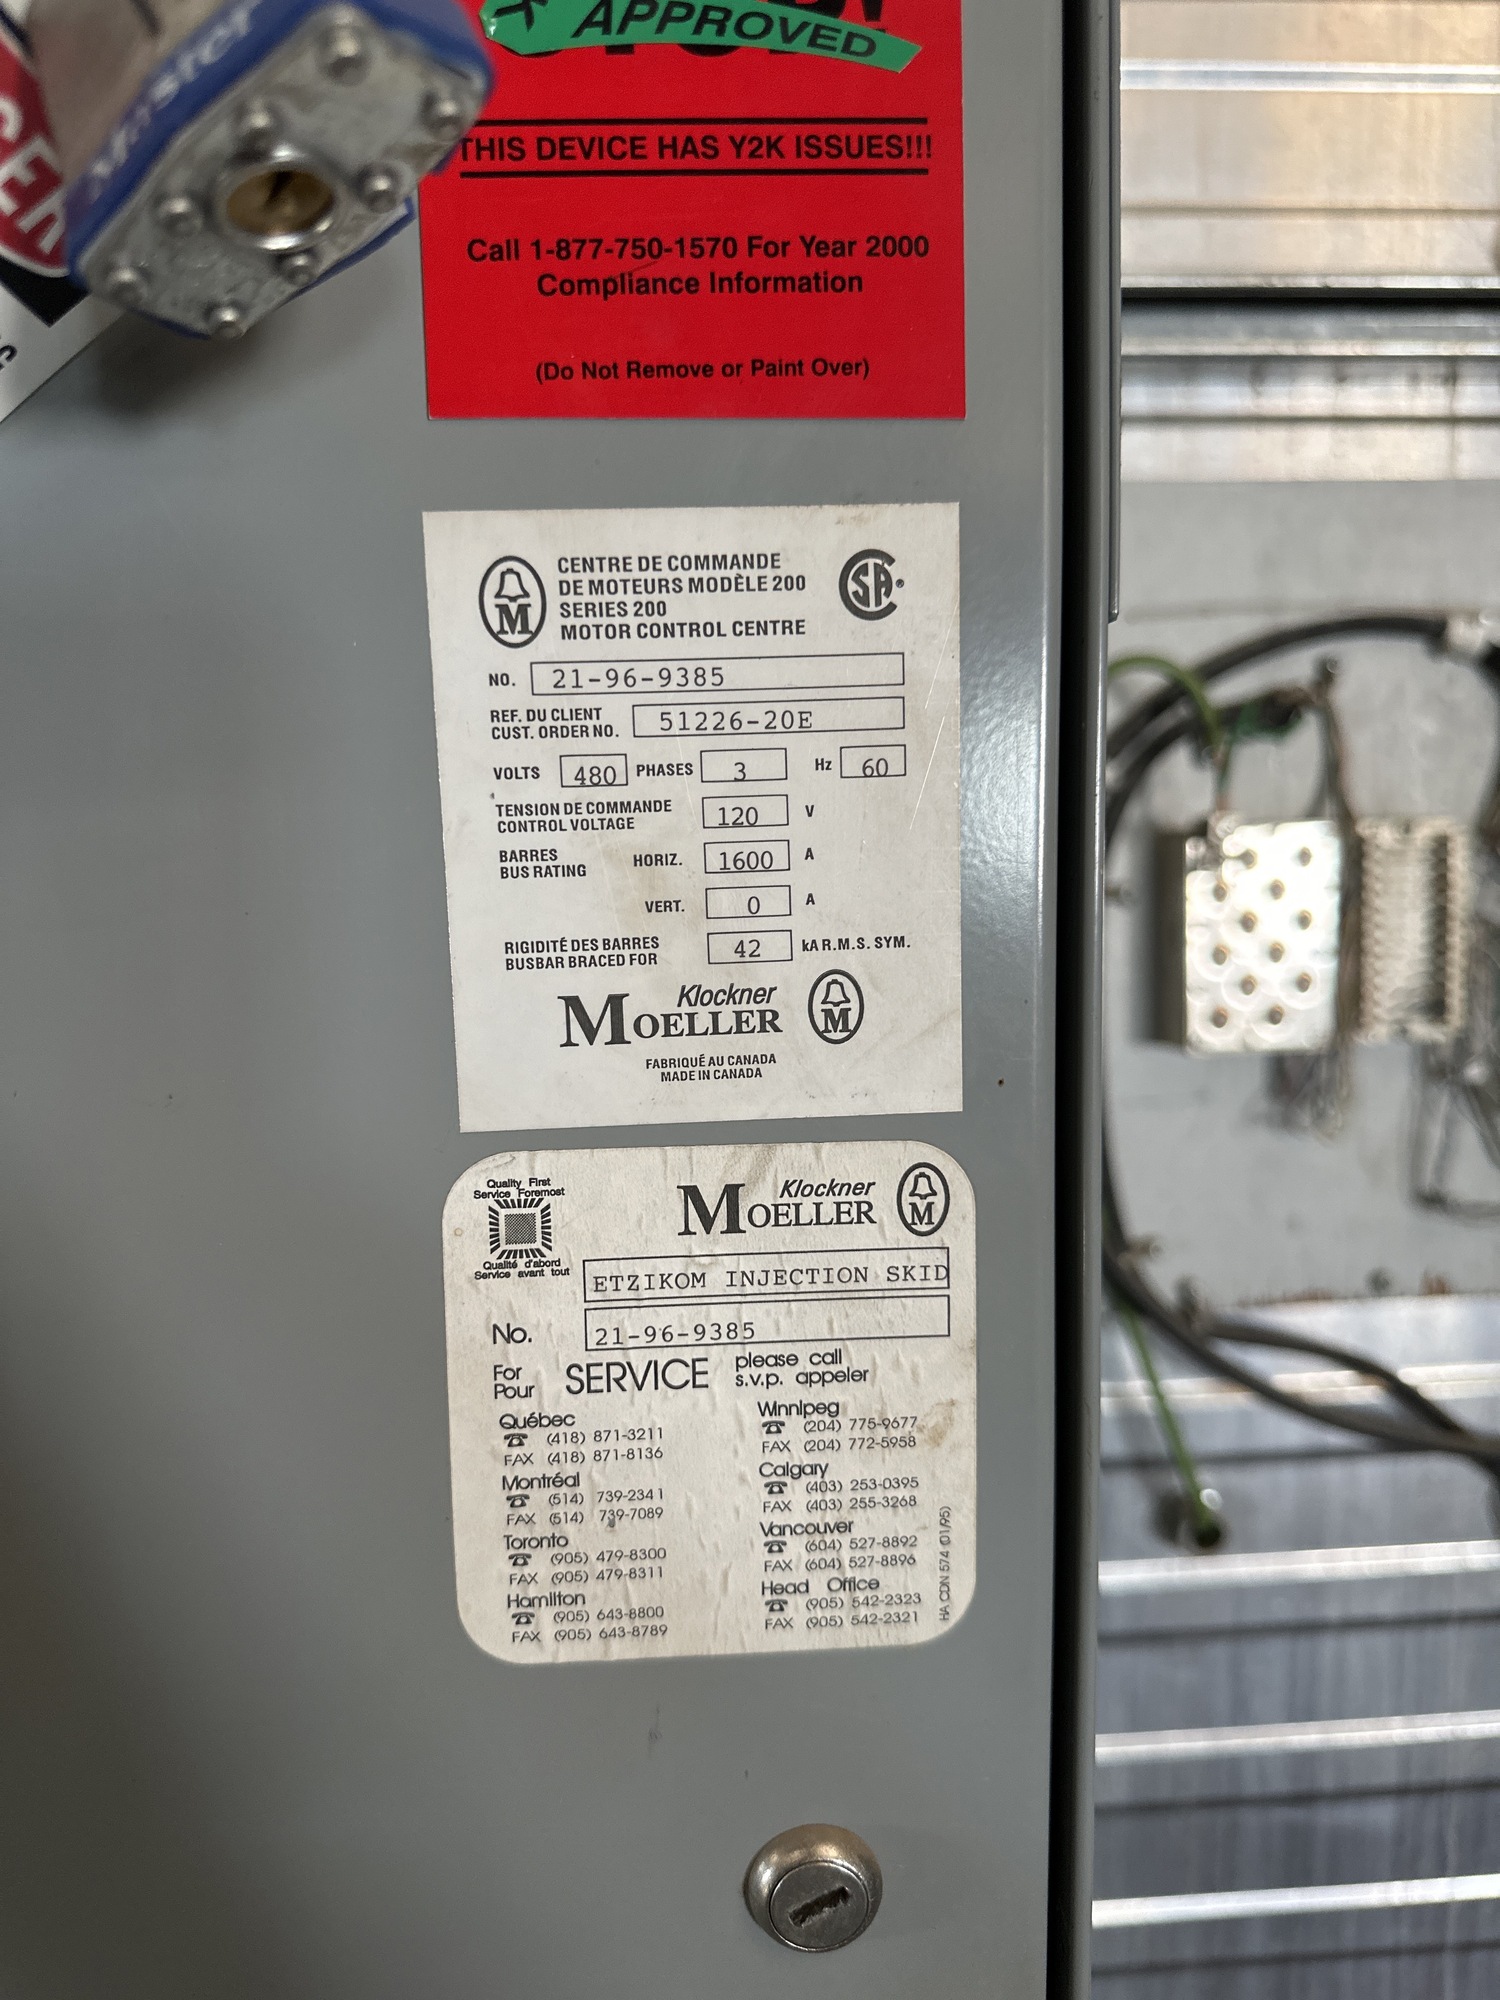 Master
APPROVED
THIS DEVICE HAS Y2K ISSUES!!!
Call 1-877-750-1570 For Year 2000
Compliance Information
(Do Not Remove or Paint Over)
CENTRE DE COMMANDE
DE MOTEURS MODÈLE 200
SERIES 200
MOTOR CONTROL CENTRE
M
SA
NO. 21-96-9385
REF. DU CLIENT
CUST. ORDER NO. 51226-20E
VOLTS 480 PHASES 3 Hz 60
TENSION DE COMMANDE
CONTROL VOLTAGE 120 V
BARRES
BUS RATING HORIZ. 1600 A
VERT. 0 A
RIGIDITÉ DES BARRES
BUSBAR BRACED FOR 42 kA R.M.S. SYM.
Klockner
MOELLER
M
FABRIQUÉ AU CANADA
MADE IN CANADA
Quality First
Service Foremost
Qualité d'abord
Service avant tout
Klockner
MOELLER
M
ETZIKOM INJECTION SKID
No. 21-96-9385
For
Pour
SERVICE
please call
s.v.p. appeler
Québec
☎ (418) 871-3211
FAX (418) 871-8136
Montréal
☎ (514) 739-2341
FAX (514) 739-7089
Toronto
☎ (905) 479-8300
FAX (905) 479-8311
Hamilton
☎ (905) 643-8800
FAX (905) 643-8789
Winnipeg
☎ (204) 775-9677
FAX (204) 772-5958
Calgary
☎ (403) 253-0395
FAX (403) 255-3268
Vancouver
☎ (604) 527-8892
FAX (604) 527-8896
Head Office
☎ (905) 542-2323
FAX (905) 542-2321
HA CDN 574 (01/95)